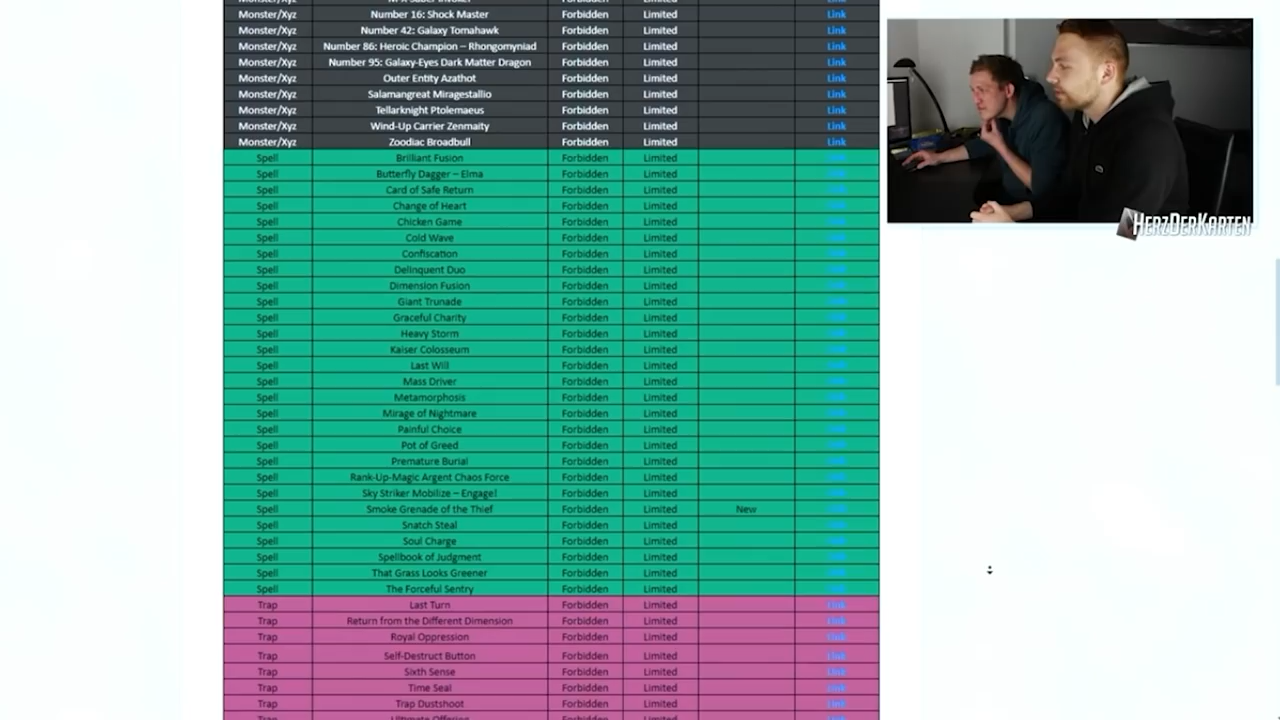 Monster/Xyz Number 16: Shock Master Forbidden Limited Link
Monster/Xyz Number 42: Galaxy Tomahawk Forbidden Limited Link
Monster/Xyz Number 86: Heroic Champion – Rhongomyniad Forbidden Limited Link
Monster/Xyz Number 95: Galaxy-Eyes Dark Matter Dragon Forbidden Limited Link
Monster/Xyz Outer Entity Azathot Forbidden Limited Link
Monster/Xyz Salamangreat Miragestallio Forbidden Limited Link
Monster/Xyz Tellarknight Ptolemaeus Forbidden Limited Link
Monster/Xyz Wind-Up Carrier Zenmaity Forbidden Limited Link
Monster/Xyz Zoodiac Broadbull Forbidden Limited Link
Spell Brilliant Fusion Forbidden Limited
Spell Butterfly Dagger – Elma Forbidden Limited
Spell Card of Safe Return Forbidden Limited
Spell Change of Heart Forbidden Limited
Spell Chicken Game Forbidden Limited
Spell Cold Wave Forbidden Limited
Spell Confiscation Forbidden Limited
Spell Delinquent Duo Forbidden Limited
Spell Dimension Fusion Forbidden Limited
Spell Giant Trunade Forbidden Limited
Spell Graceful Charity Forbidden Limited
Spell Heavy Storm Forbidden Limited
Spell Kaiser Colosseum Forbidden Limited
Spell Last Will Forbidden Limited
Spell Mass Driver Forbidden Limited
Spell Metamorphosis Forbidden Limited
Spell Mirage of Nightmare Forbidden Limited
Spell Painful Choice Forbidden Limited
Spell Pot of Greed Forbidden Limited
Spell Premature Burial Forbidden Limited
Spell Rank-Up-Magic Argent Chaos Force Forbidden Limited
Spell Sky Striker Mobilize – Engage! Forbidden Limited
Spell Smoke Grenade of the Thief Forbidden Limited New
Spell Snatch Steal Forbidden Limited
Spell Soul Charge Forbidden Limited
Spell Spellbook of Judgment Forbidden Limited
Spell That Grass Looks Greener Forbidden Limited
Spell The Forceful Sentry Forbidden Limited
Trap Last Turn Forbidden Limited Link
Trap Return from the Different Dimension Forbidden Limited Link
Trap Royal Oppression Forbidden Limited Link
Trap Self-Destruct Button Forbidden Limited Link
Trap Sixth Sense Forbidden Limited Link
Trap Time Seal Forbidden Limited Link
Trap Trap Dustshoot Forbidden Limited Link
HERZDERKARTEN